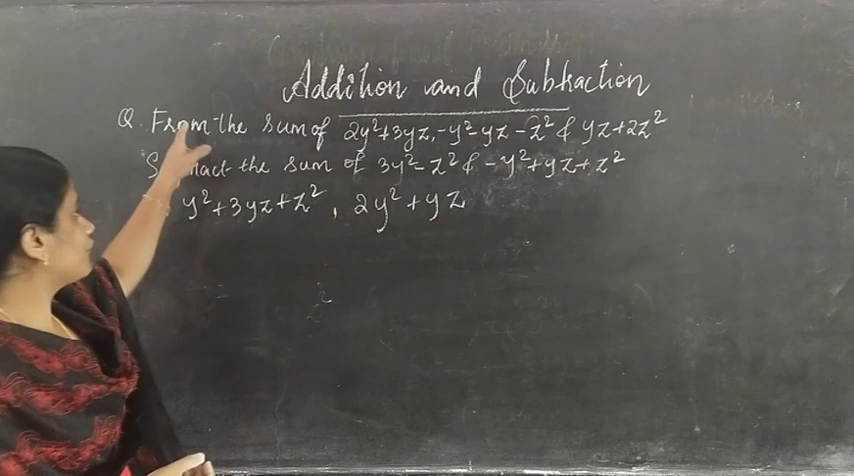 Addition and Subtraction
Q. From the sum of 2y²+3yz, -y²-yz-z² & yz+2z²
Subtract the sum of 3y²-z² & -y²+yz+z²
y²+3yz+z², 2y²+yz